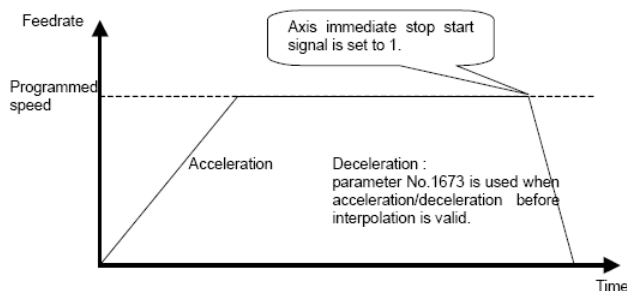 Feedrate
Axis immediate stop start
signal is set to 1.
Programmed
speed
Acceleration
Deceleration :
parameter No.1673 is used when
acceleration/deceleration before
interpolation is valid.
Time